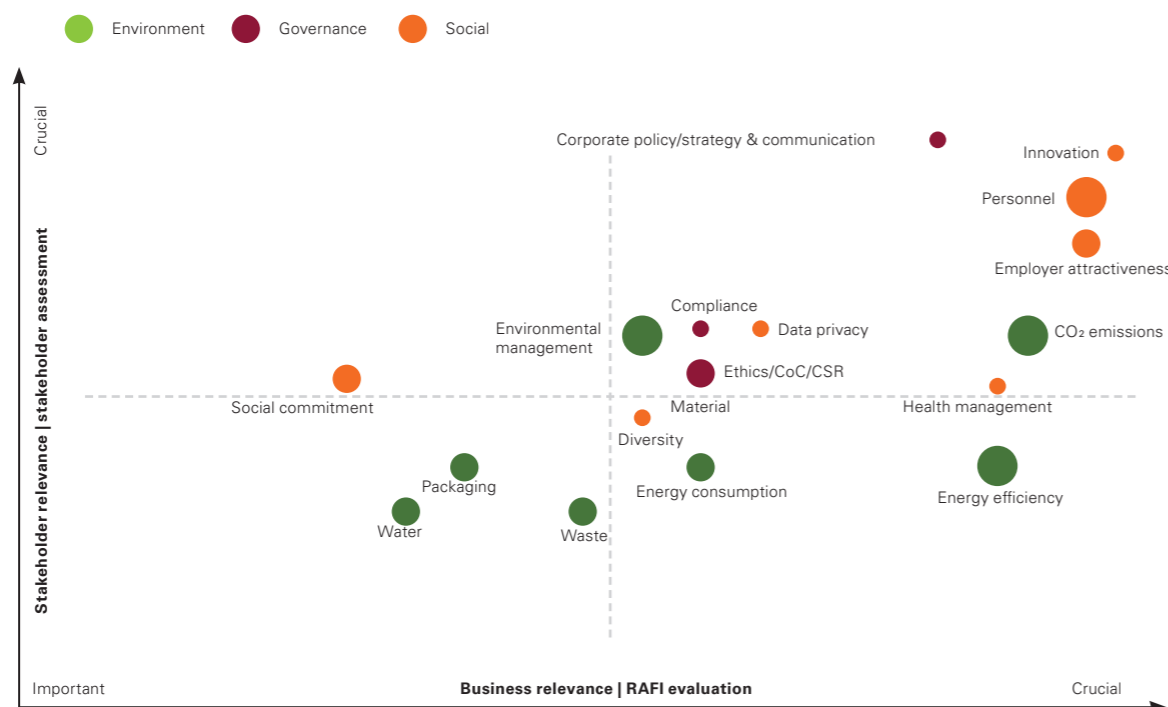 Environment
Governance
Social
Crucial
Stakeholder relevance | stakeholder assessment
Corporate policy/strategy & communication
Innovation
Personnel
Employer attractiveness
Compliance
Environmental
management
Data privacy
CO₂ emissions
Ethics/CoC/CSR
Social commitment
Material
Health management
Diversity
Packaging
Energy consumption
Energy efficiency
Water
Waste
Important
Business relevance | RAFI evaluation
Crucial